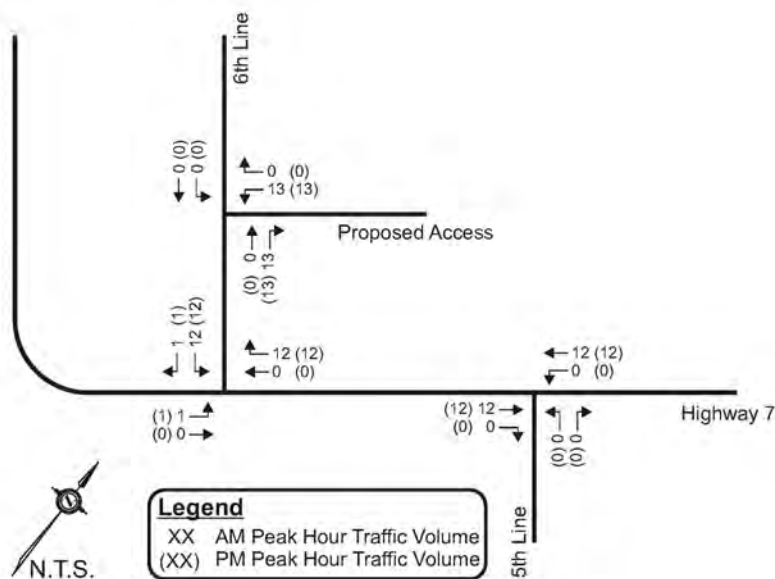 6th Line
0 (0)
0 (0)
0 (0)
13 (13)
Proposed Access
(0) 0
(13) 13
1 (1)
12 (12)
12 (12)
0 (0)
(1) 1
(0) 0
(12) 12
(0) 0
12 (12)
0 (0)
Highway 7
(0) 0
(0) 0
5th Line
N.T.S.
Legend
XX AM Peak Hour Traffic Volume
(XX) PM Peak Hour Traffic Volume